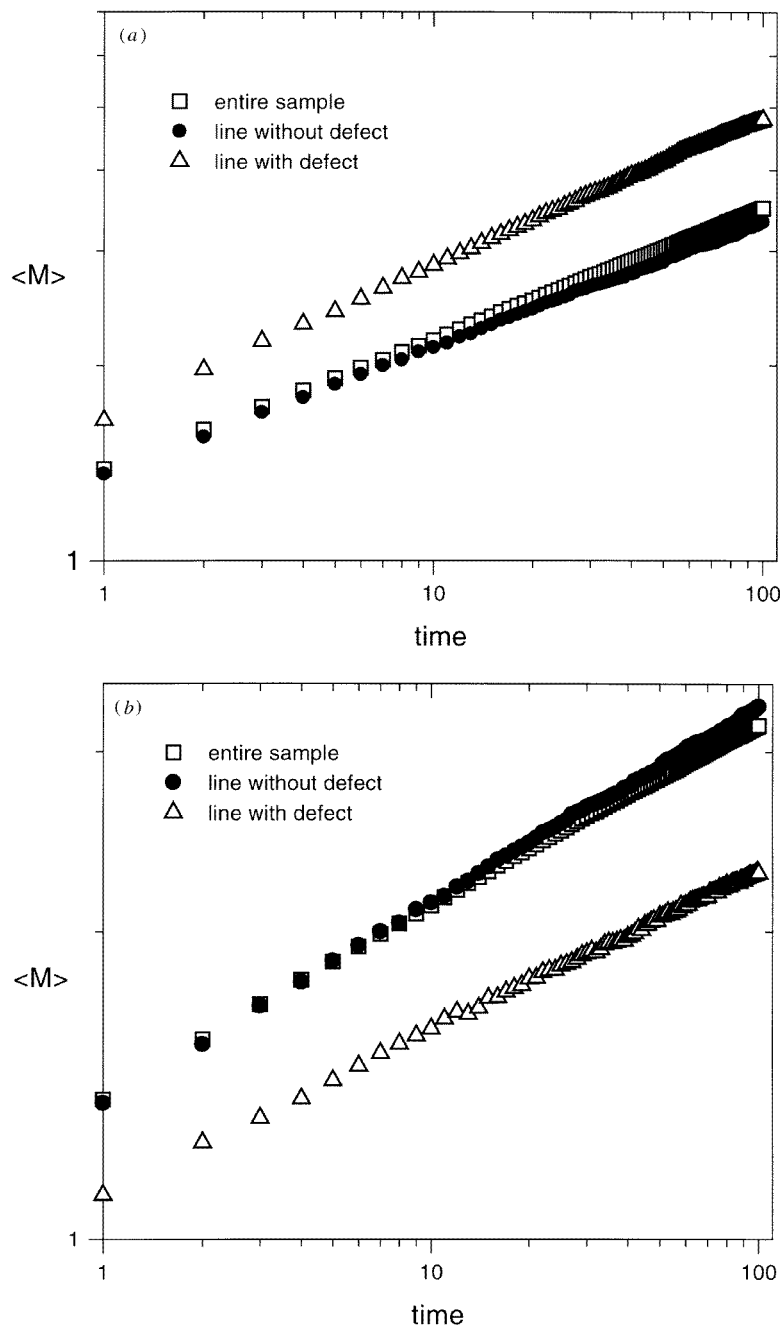 (a)
entire sample
line without defect
line with defect
<M>
1
1 10 100
time
(b)
entire sample
line without defect
line with defect
<M>
1
1 10 100
time